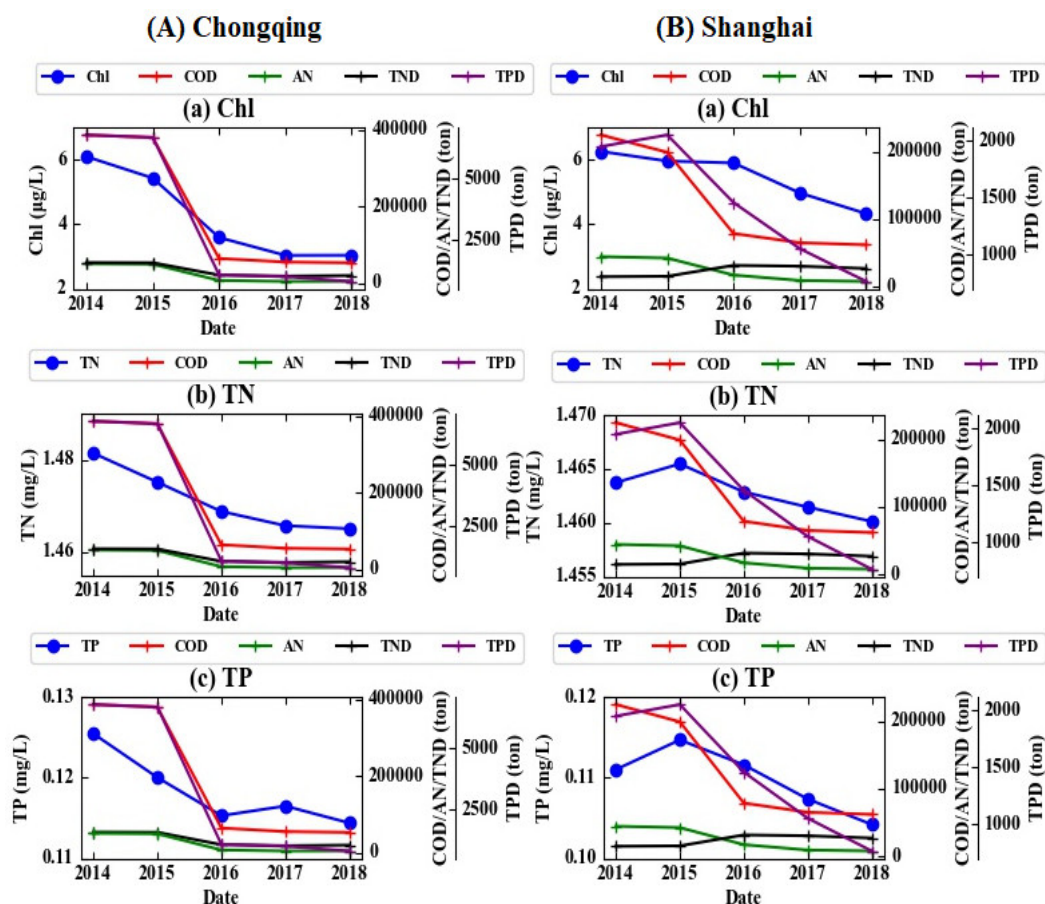 (A) Chongqing
(B) Shanghai
Chl COD AN TND TPD
Chl COD AN TND TPD
(a) Chl
(a) Chl
6
4
2
Chl (μg/L)
400000
200000
0
COD/AN/TND (ton)
5000
2500
TPD (ton)
2014 2015 2016 2017 2018
Date
6
4
2
Chl (μg/L)
200000
100000
0
COD/AN/TND (ton)
2000
1500
1000
TPD (ton)
2014 2015 2016 2017 2018
Date
TN COD AN TND TPD
TN COD AN TND TPD
(b) TN
(b) TN
1.48
1.46
TN (mg/L)
400000
200000
0
COD/AN/TND (ton)
5000
2500
TPD (ton)
2014 2015 2016 2017 2018
Date
1.470
1.465
1.460
1.455
TN (mg/L)
200000
100000
0
COD/AN/TND (ton)
2000
1500
1000
TPD (ton)
2014 2015 2016 2017 2018
Date
TP COD AN TND TPD
TP COD AN TND TPD
(c) TP
(c) TP
0.13
0.12
0.11
TP (mg/L)
400000
200000
0
COD/AN/TND (ton)
5000
2500
TPD (ton)
2014 2015 2016 2017 2018
Date
0.12
0.11
0.10
TP (mg/L)
200000
100000
0
COD/AN/TND (ton)
2000
1500
1000
TPD (ton)
2014 2015 2016 2017 2018
Date